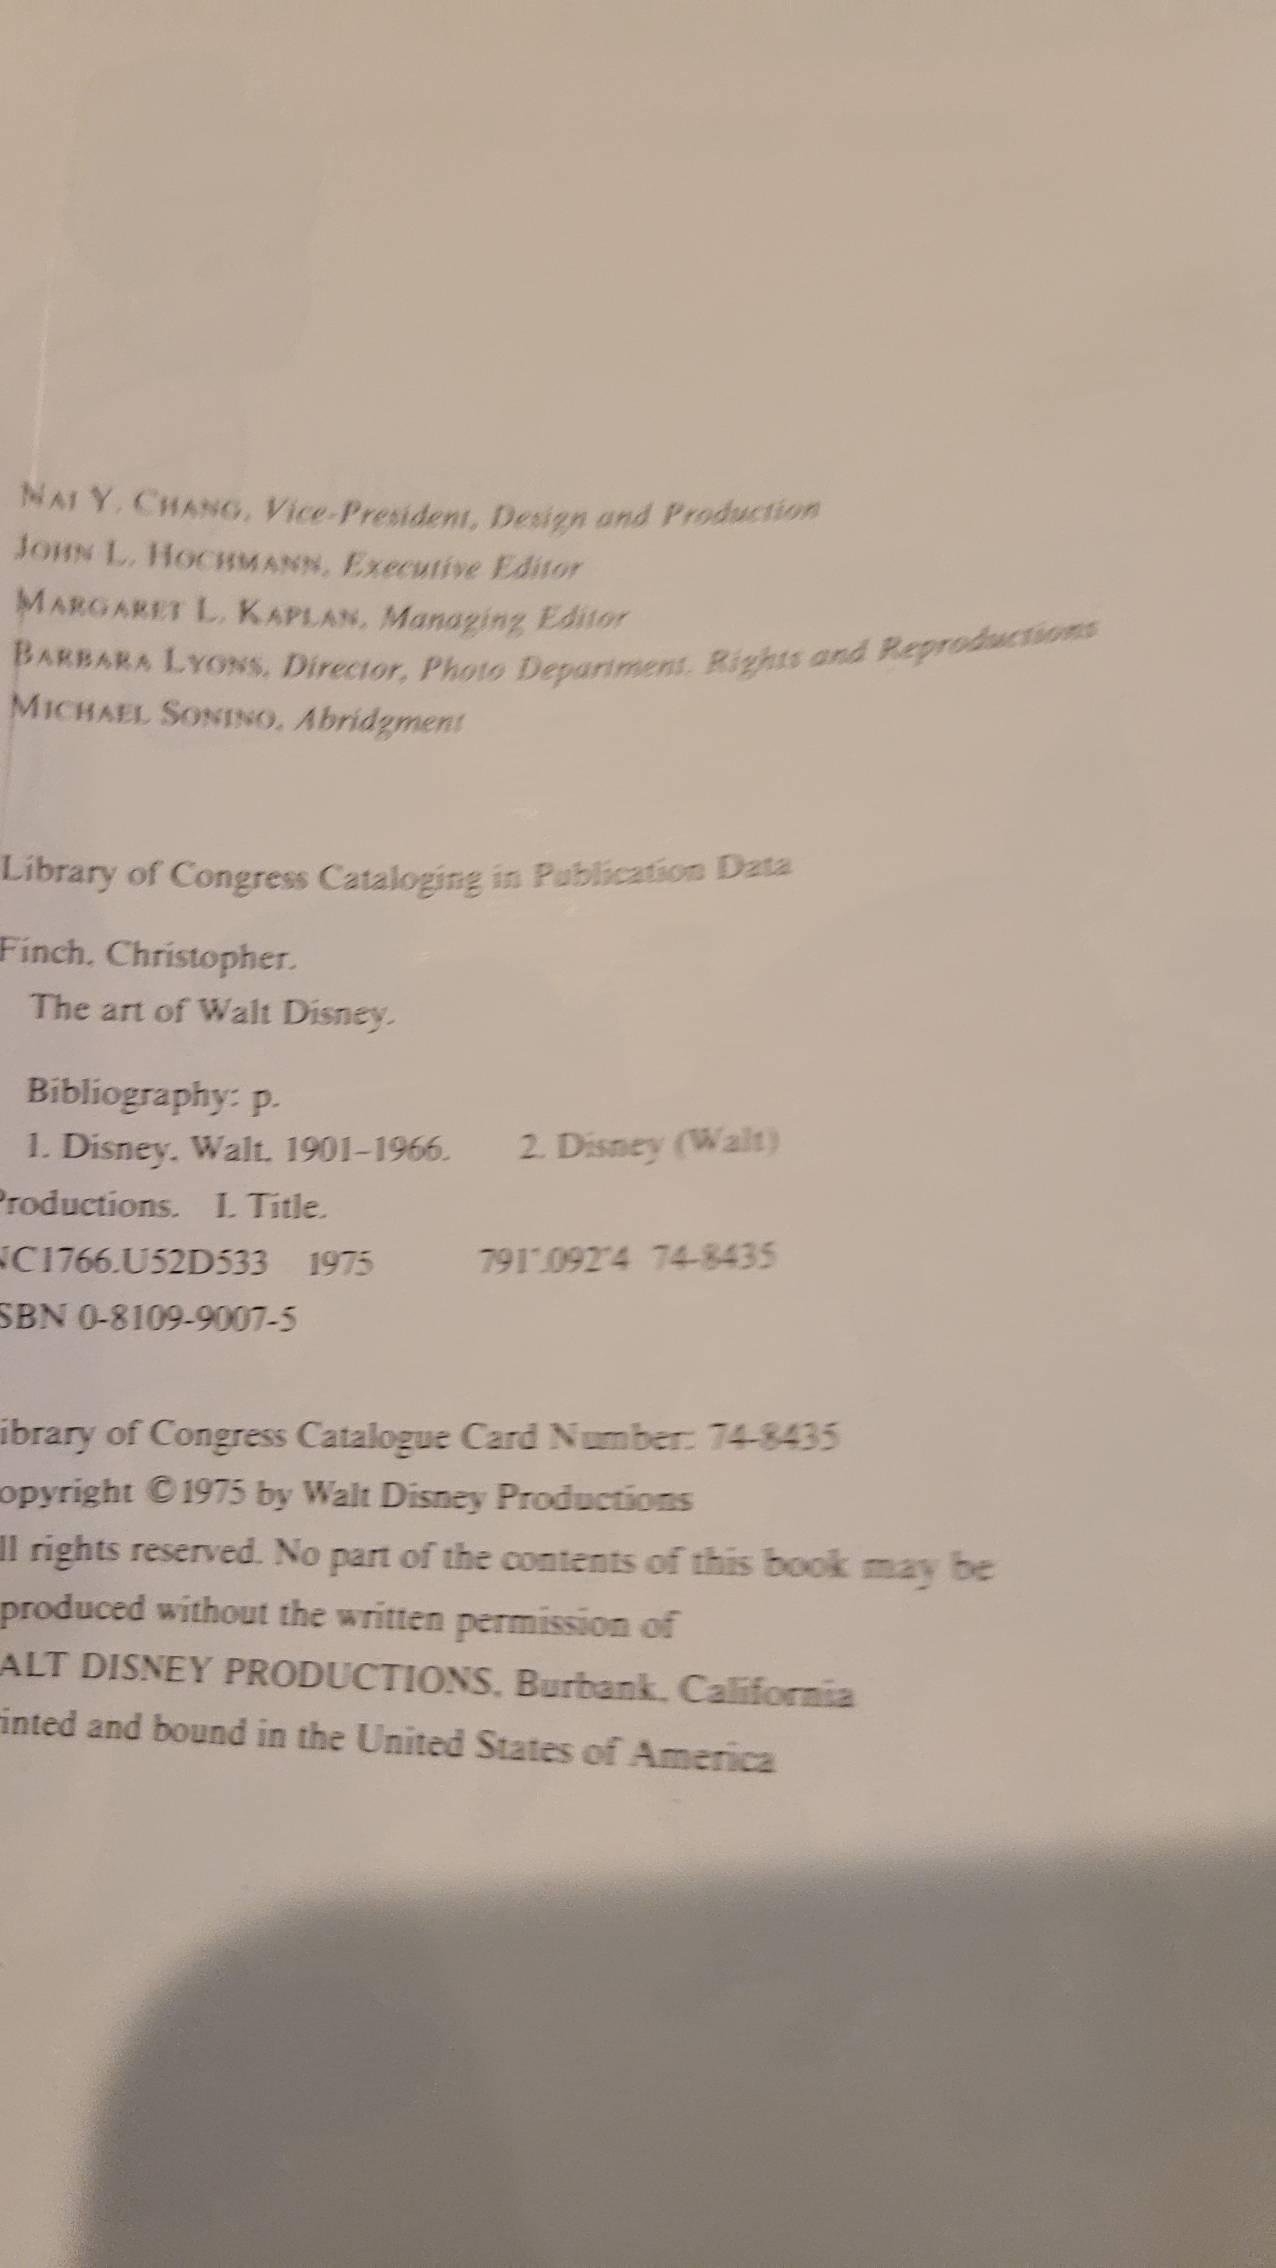 NAI Y. CHANG, Vice-President, Design and Production
JOHN L. HOCHMANN, Executive Editor
MARGARET L. KAPLAN, Managing Editor
BARBARA LYONS, Director, Photo Department, Rights and Reproductions
MICHAEL SONINO, Abridgment
Library of Congress Cataloging in Publication Data
Finch, Christopher.
The art of Walt Disney.
Bibliography: p.
1. Disney, Walt, 1901–1966. 2. Disney (Walt)
Productions. I. Title.
NC1766.U52D533 1975 791'.092'4 74-8435
SBN 0-8109-9007-5
ibrary of Congress Catalogue Card Number: 74-8435
opyright ©1975 by Walt Disney Productions
ll rights reserved. No part of the contents of this book may be
produced without the written permission of
ALT DISNEY PRODUCTIONS, Burbank, California
inted and bound in the United States of America